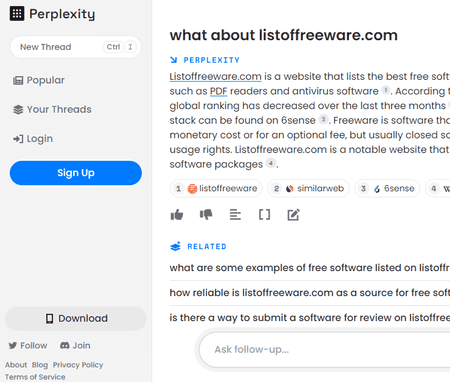 Perplexity
New Thread Ctrl I
Popular
Your Threads
Login
Sign Up
Download
Follow Join
About Blog Privacy Policy
Terms of Service
what about listoffreeware.com
PERPLEXITY
Listoffreeware.com is a website that lists the best free soft
such as PDF readers and antivirus software 1 . According t
global ranking has decreased over the last three months
stack can be found on 6sense 3 . Freeware is software tha
monetary cost or for an optional fee, but usually closed so
usage rights. Listoffreeware.com is a notable website that
software packages 4 .
1 listoffreeware 2 similarweb 3 6sense 4 W
RELATED
what are some examples of free software listed on listoffr
how reliable is listoffreeware.com as a source for free soft
is there a way to submit a software for review on listoffree
Ask follow-up...